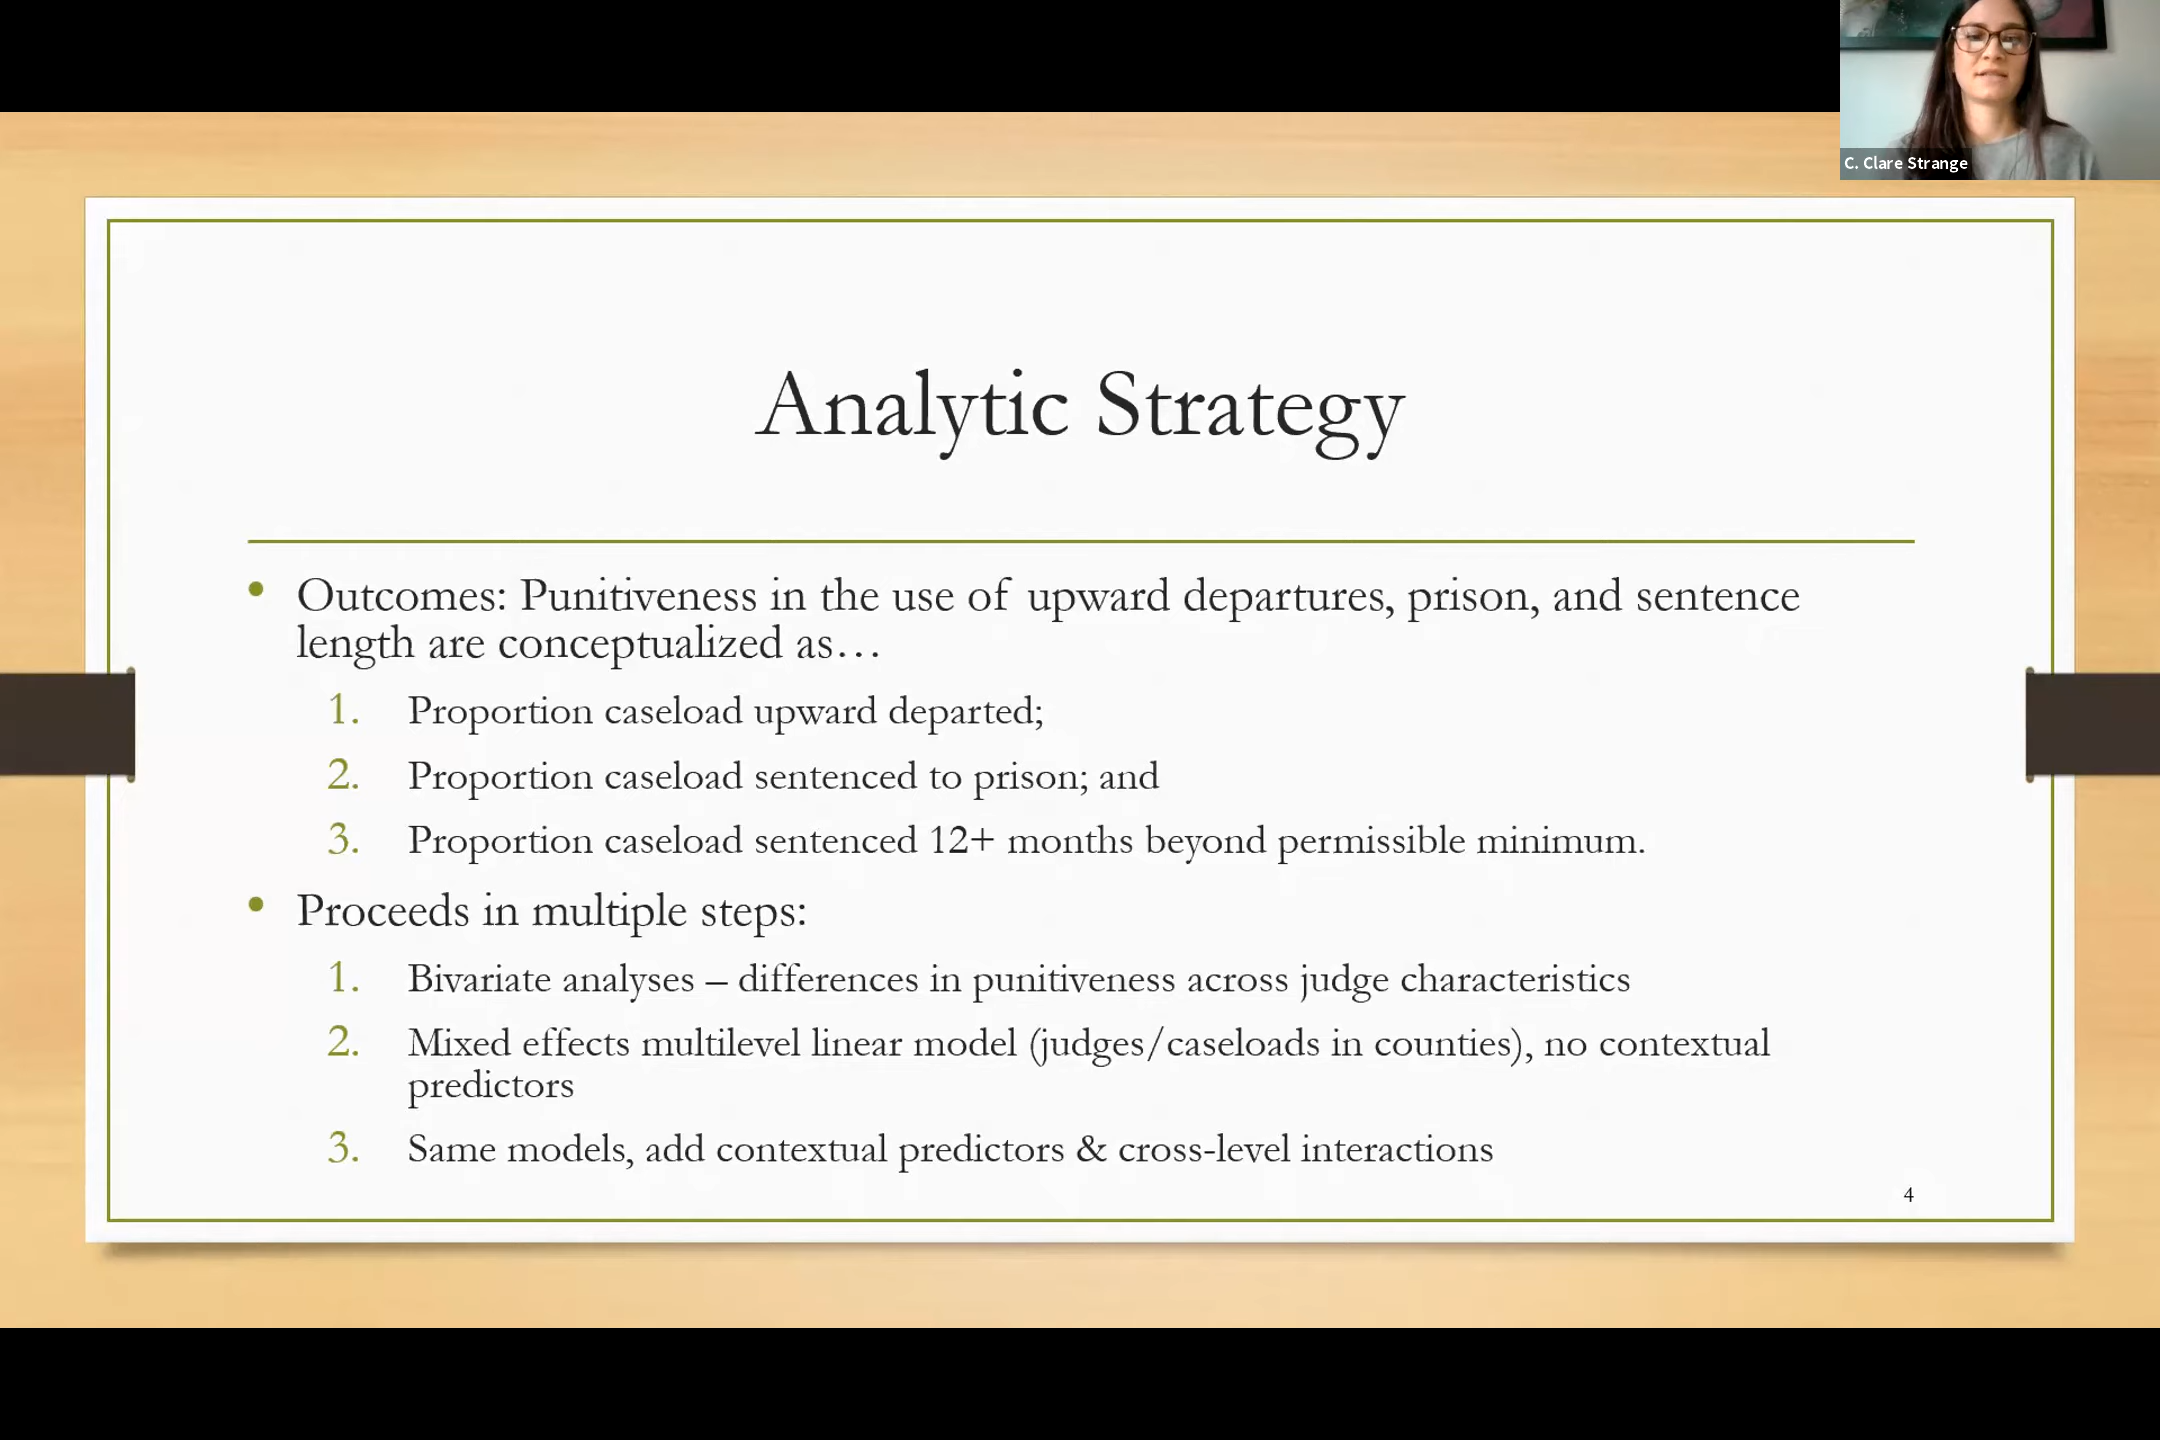 C. Clare Strange
Analytic Strategy
• Outcomes: Punitiveness in the use of upward departures, prison, and sentence
length are conceptualized as…
1. Proportion caseload upward departed;
2. Proportion caseload sentenced to prison; and
3. Proportion caseload sentenced 12+ months beyond permissible minimum.
• Proceeds in multiple steps:
1. Bivariate analyses – differences in punitiveness across judge characteristics
2. Mixed effects multilevel linear model (judges/caseloads in counties), no contextual
predictors
3. Same models, add contextual predictors & cross-level interactions
4